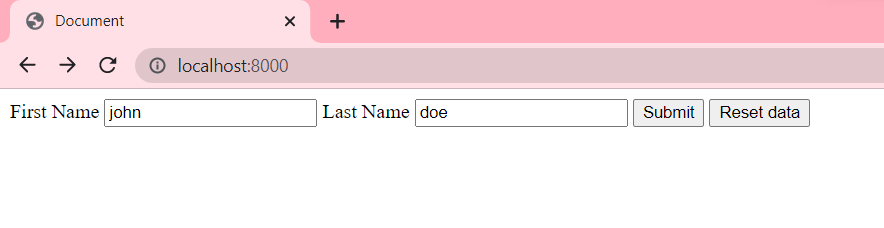 Document
localhost:8000
First Name john Last Name doe Submit Reset data